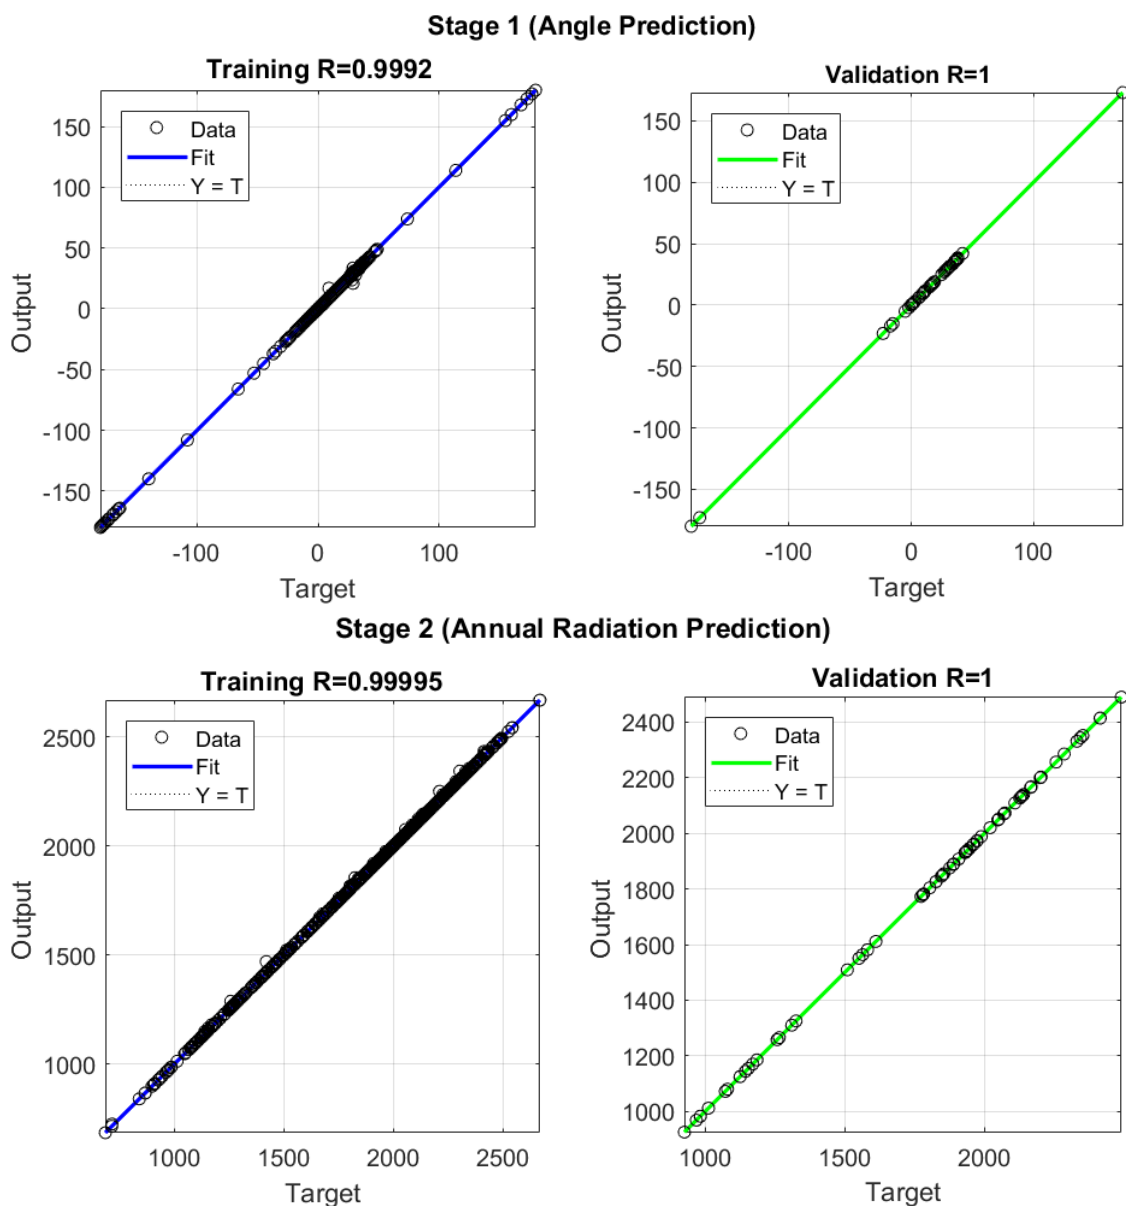 Stage 1 (Angle Prediction)
Training R=0.9992
Data
Fit
Y = T
150
100
50
0
-50
-100
-150
Output
-100
0
100
Target
Validation R=1
Data
Fit
Y = T
150
100
50
0
-50
-100
-150
Output
-100
0
100
Target
Stage 2 (Annual Radiation Prediction)
Training R=0.99995
Data
Fit
Y = T
2500
2000
1500
1000
Output
1000
1500
2000
2500
Target
Validation R=1
Data
Fit
Y = T
2400
2200
2000
1800
1600
1400
1200
1000
Output
1000
1500
2000
Target